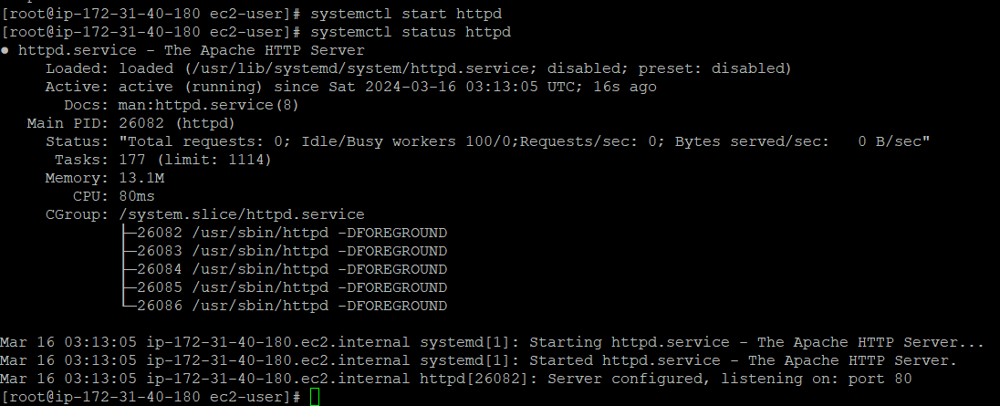 [root@ip-172-31-40-180 ec2-user]# systemctl start httpd
[root@ip-172-31-40-180 ec2-user]# systemctl status httpd
● httpd.service - The Apache HTTP Server
     Loaded: loaded (/usr/lib/systemd/system/httpd.service; disabled; preset: disabled)
     Active: active (running) since Sat 2024-03-16 03:13:05 UTC; 16s ago
       Docs: man:httpd.service(8)
   Main PID: 26082 (httpd)
     Status: "Total requests: 0; Idle/Busy workers 100/0;Requests/sec: 0; Bytes served/sec:   0 B/sec"
      Tasks: 177 (limit: 1114)
     Memory: 13.1M
        CPU: 80ms
     CGroup: /system.slice/httpd.service
             ├─26082 /usr/sbin/httpd -DFOREGROUND
             ├─26083 /usr/sbin/httpd -DFOREGROUND
             ├─26084 /usr/sbin/httpd -DFOREGROUND
             ├─26085 /usr/sbin/httpd -DFOREGROUND
             └─26086 /usr/sbin/httpd -DFOREGROUND

Mar 16 03:13:05 ip-172-31-40-180.ec2.internal systemd[1]: Starting httpd.service - The Apache HTTP Server...
Mar 16 03:13:05 ip-172-31-40-180.ec2.internal systemd[1]: Started httpd.service - The Apache HTTP Server.
Mar 16 03:13:05 ip-172-31-40-180.ec2.internal httpd[26082]: Server configured, listening on: port 80
[root@ip-172-31-40-180 ec2-user]#